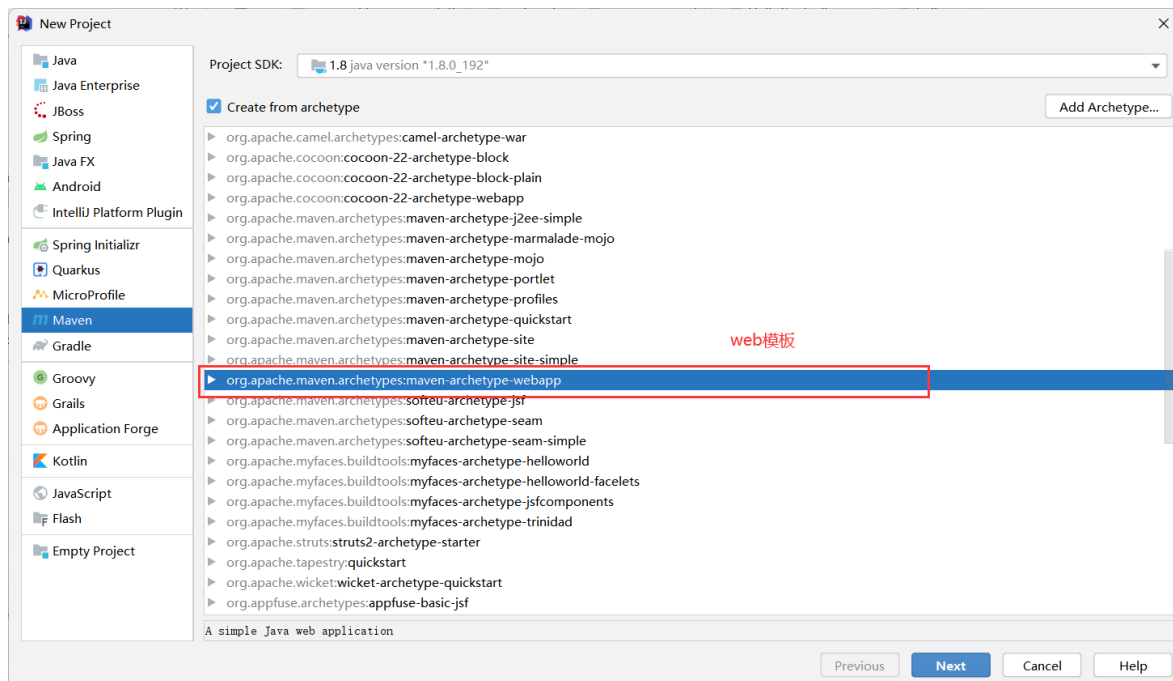 New Project
Java
Java Enterprise
JBoss
Spring
Java FX
Android
IntelliJ Platform Plugin
Spring Initializr
Quarkus
MicroProfile
Maven
Gradle
Groovy
Grails
Application Forge
Kotlin
JavaScript
Flash
Empty Project
Project SDK: 1.8 java version "1.8.0_192"
Create from archetype
Add Archetype...
org.apache.camel.archetypes:camel-archetype-war
org.apache.cocoon:cocoon-22-archetype-block
org.apache.cocoon:cocoon-22-archetype-block-plain
org.apache.cocoon:cocoon-22-archetype-webapp
org.apache.maven.archetypes:maven-archetype-j2ee-simple
org.apache.maven.archetypes:maven-archetype-marmalade-mojo
org.apache.maven.archetypes:maven-archetype-mojo
org.apache.maven.archetypes:maven-archetype-portlet
org.apache.maven.archetypes:maven-archetype-profiles
org.apache.maven.archetypes:maven-archetype-quickstart
org.apache.maven.archetypes:maven-archetype-site
web模板
org.apache.maven.archetypes:maven-archetype-site-simple
org.apache.maven.archetypes:maven-archetype-webapp
org.apache.maven.archetypes:softeu-archetype-jsf
org.apache.maven.archetypes:softeu-archetype-seam
org.apache.maven.archetypes:softeu-archetype-seam-simple
org.apache.myfaces.buildtools:myfaces-archetype-helloworld
org.apache.myfaces.buildtools:myfaces-archetype-helloworld-facelets
org.apache.myfaces.buildtools:myfaces-archetype-jsfcomponents
org.apache.myfaces.buildtools:myfaces-archetype-trinidad
org.apache.struts:struts2-archetype-starter
org.apache.tapestry:quickstart
org.apache.wicket:wicket-archetype-quickstart
org.appfuse.archetypes:appfuse-basic-jsf
A simple Java web application
Previous
Next
Cancel
Help